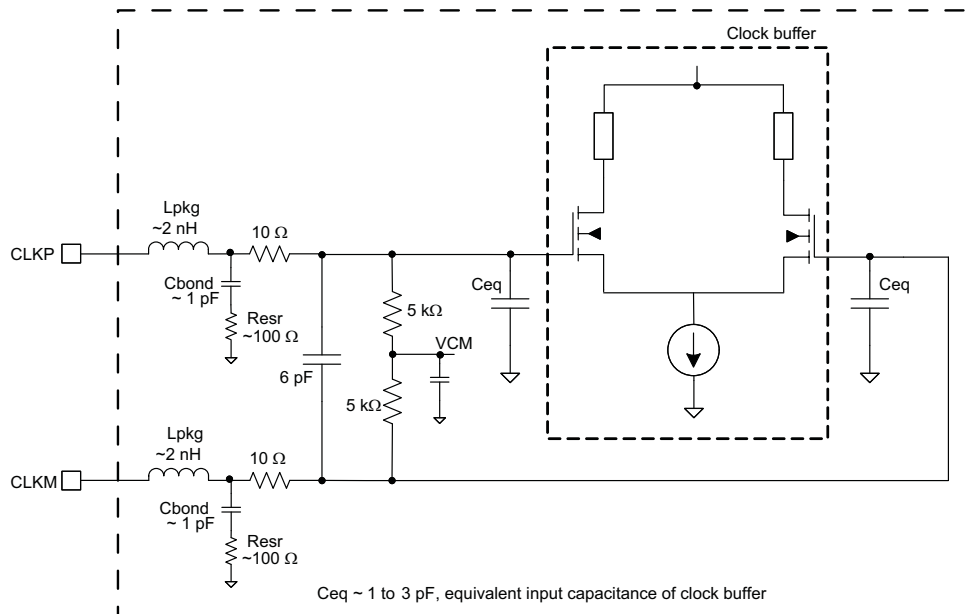 Clock buffer
Lpkg
~2 nH
10 Ω
CLKP
Cbond
~ 1 pF
Resr
~100 Ω
6 pF
5 kΩ
VCM
5 kΩ
Ceq
Ceq
Lpkg
~2 nH
10 Ω
CLKM
Cbond
~ 1 pF
Resr
~100 Ω
Ceq ~ 1 to 3 pF, equivalent input capacitance of clock buffer